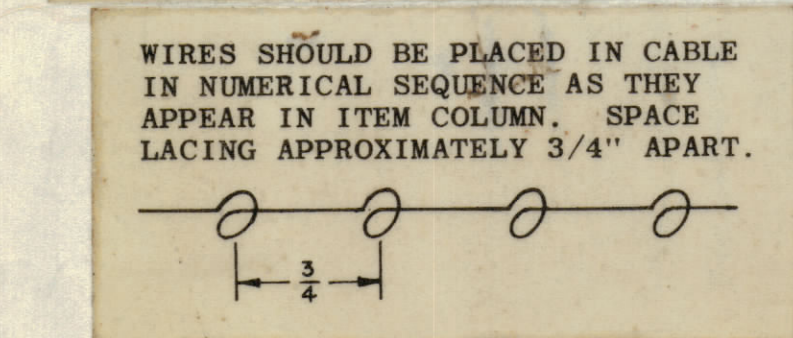 WIRES SHOULD BE PLACED IN CABLE
IN NUMERICAL SEQUENCE AS THEY
APPEAR IN ITEM COLUMN. SPACE
LACING APPROXIMATELY 3/4" APART.
3/4